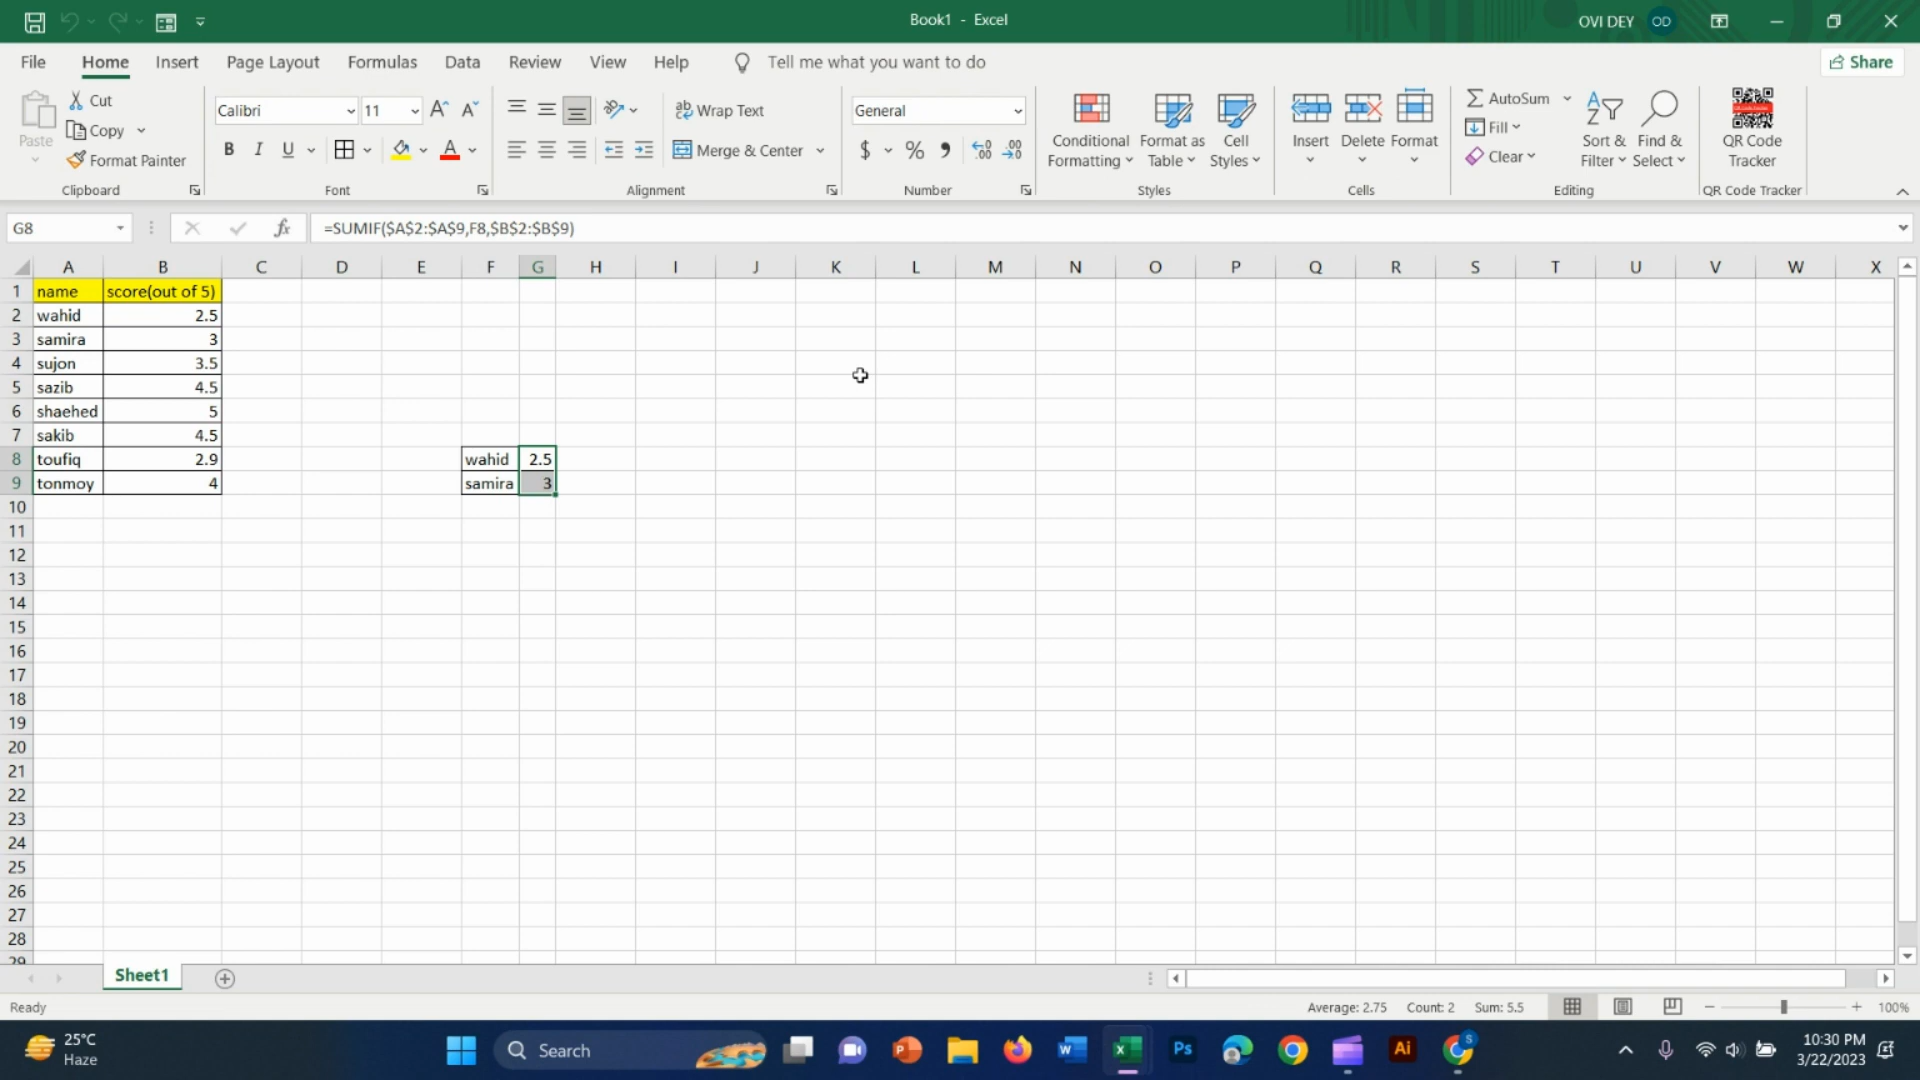 Book1 - Excel
OVI DEY OD
File Home Insert Page Layout Formulas Data Review View Help Tell me what you want to do Share
Paste
Cut
Copy
Format Painter
Clipboard
Calibri 11
B I U A
Font
ab Wrap Text
Merge & Center
Alignment
General
$ % ,
Number
Conditional Formatting
Format as Table
Cell Styles
Styles
Insert Delete Format
Cells
AutoSum
Fill
Clear
Sort & Filter
Find & Select
Editing
QR Code Tracker
QR Code Tracker
G8 fx =SUMIF($A$2:$A$9,F8,$B$2:$B$9)
A B C D E F G H I J K L M N O P Q R S T U V W X
1 name score(out of 5)
2 wahid 2.5
3 samira 3
4 sujon 3.5
5 sazib 4.5
6 shaehed 5
7 sakib 4.5
8 toufiq 2.9 wahid 2.5
9 tonmoy 4 samira 3
10
11
12
13
14
15
16
17
18
19
20
21
22
23
24
25
26
27
28
29
Sheet1
Ready Average: 2.75 Count: 2 Sum: 5.5 100%
25°C
Haze
Search
P W X Ps Ai S
10:30 PM
3/22/2023